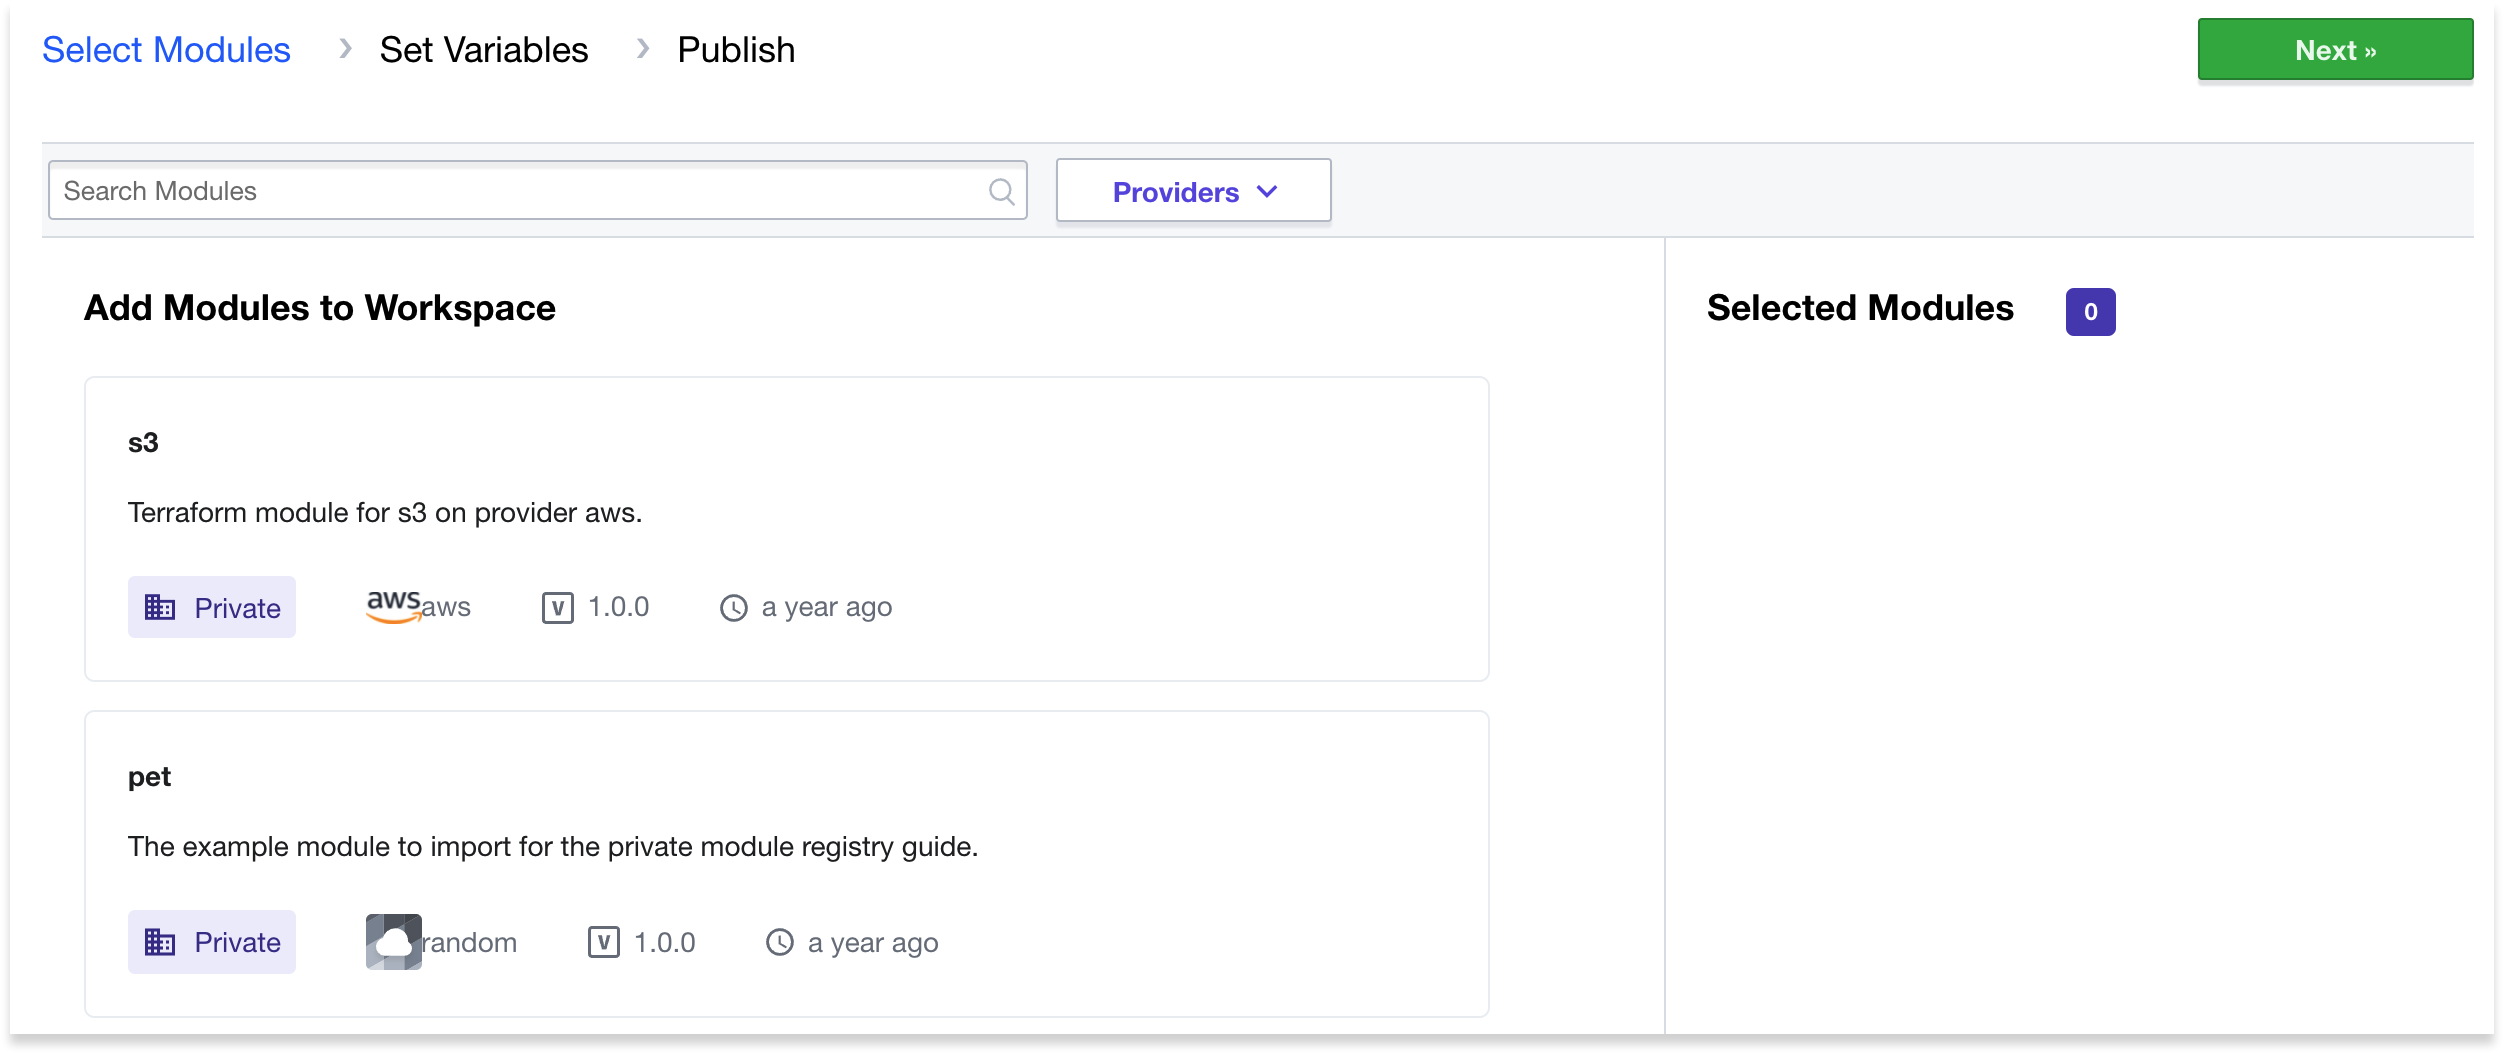 Select Modules › Set Variables › Publish
Next »
Search Modules
Providers
Add Modules to Workspace
Selected Modules 0
s3
Terraform module for s3 on provider aws.
Private aws aws V 1.0.0 a year ago
pet
The example module to import for the private module registry guide.
Private random V 1.0.0 a year ago